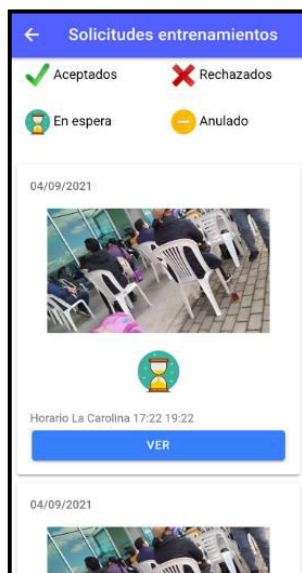 Solicitudes entrenamientos
Aceptados Rechazados
En espera Anulado
04/09/2021
Horario La Carolina 17:22 19:22
VER
04/09/2021